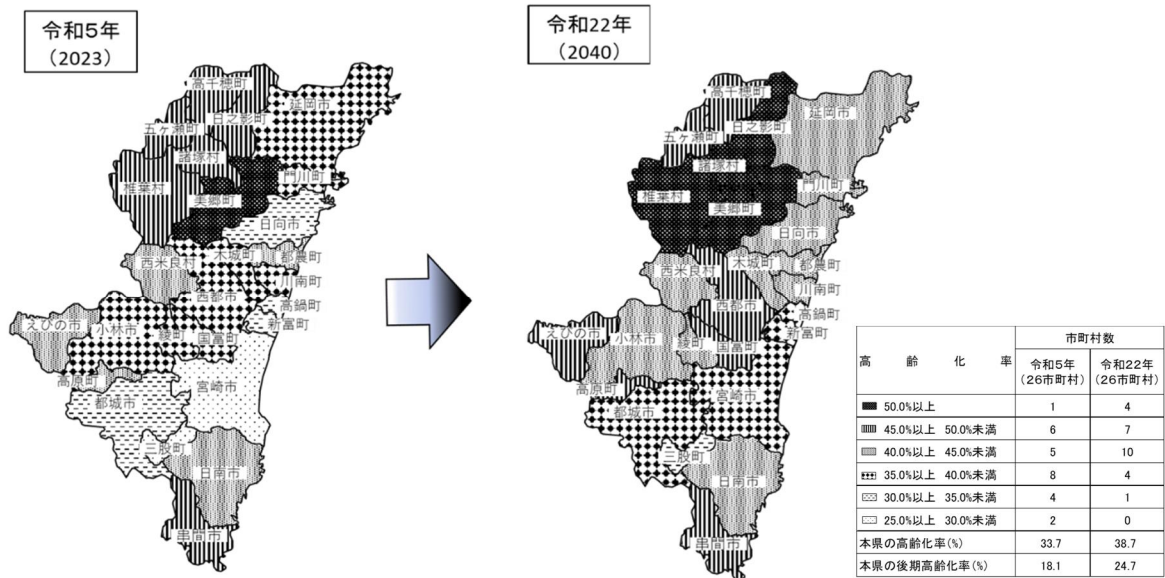 令和5年
(2023)
高千穂町
延岡市
日之影町
五ヶ瀬町
諸塚村
門川町
椎葉村
美郷町
日向市
木城町
西米良村
都農町
川南町
西都市
高鍋町
えびの市
小林市
新富町
綾町
国富町
高原町
宮崎市
都城市
三股町
日南市
串間市
令和22年
(2040)
高千穂町
延岡市
日之影町
五ヶ瀬町
諸塚村
門川町
椎葉村
美郷町
日向市
木城町
西米良村
都農町
川南町
西都市
高鍋町
えびの市
新富町
小林市
綾町
国富町
高原町
宮崎市
都城市
三股町
日南市
串間市
高齢化率 市町村数
令和5年 令和22年
(26市町村) (26市町村)
50.0%以上 1 4
45.0%以上 50.0%未満 6 7
40.0%以上 45.0%未満 5 10
35.0%以上 40.0%未満 8 4
30.0%以上 35.0%未満 4 1
25.0%以上 30.0%未満 2 0
本県の高齢化率(%) 33.7 38.7
本県の後期高齢化率(%) 18.1 24.7